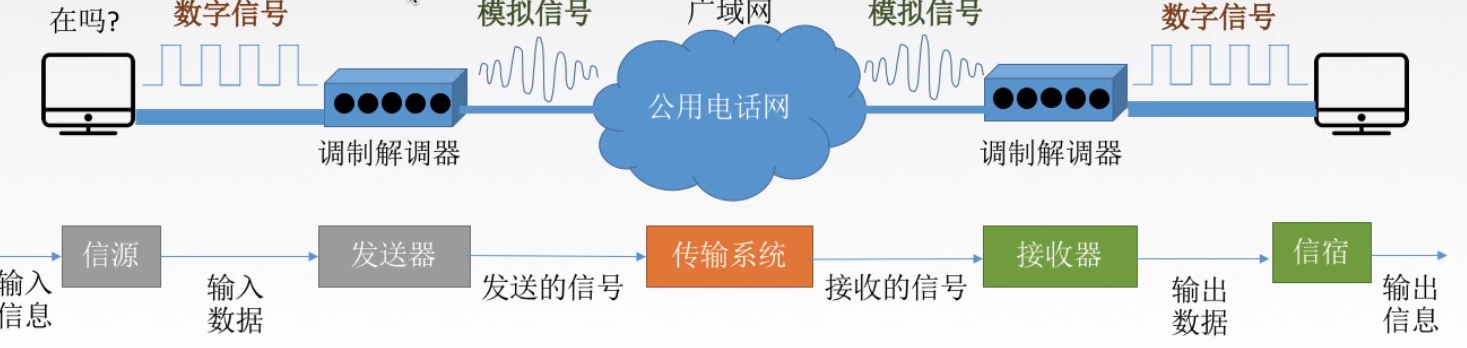 在吗?
数字信号
模拟信号
广域网
模拟信号
数字信号
公用电话网
调制解调器
调制解调器
信源
发送器
传输系统
接收器
信宿
输入
信息
输入
数据
发送的信号
接收的信号
输出
数据
输出
信息